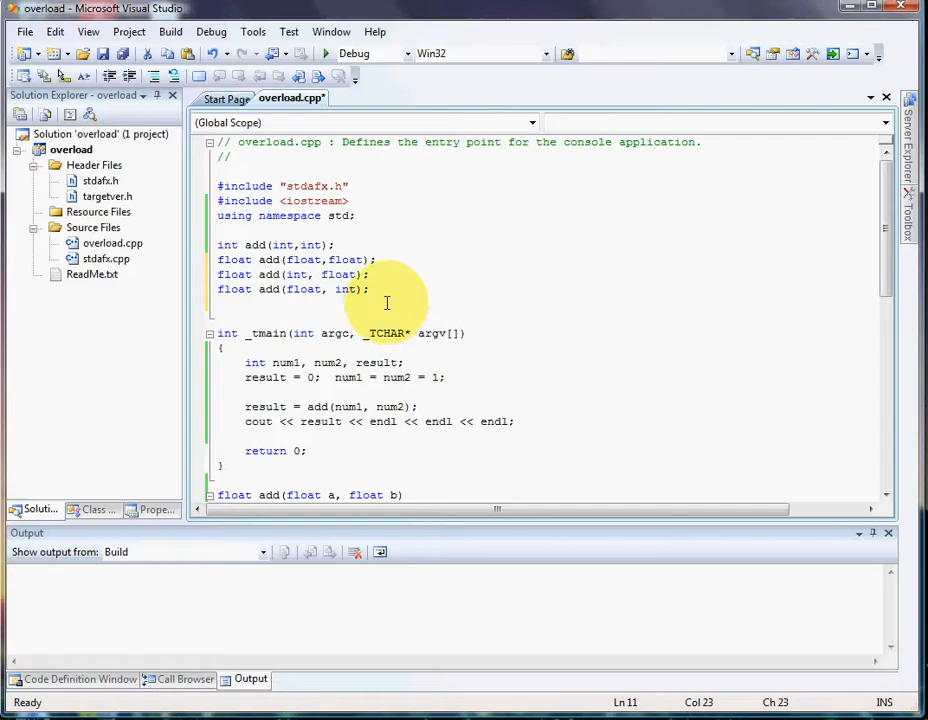 overload - Microsoft Visual Studio
File Edit View Project Build Debug Tools Test Window Help
Debug Win32
Solution Explorer - overload
Start Page overload.cpp*
(Global Scope)
Solution 'overload' (1 project)
overload
Header Files
stdafx.h
targetver.h
Resource Files
Source Files
overload.cpp
stdafx.cpp
ReadMe.txt
// overload.cpp : Defines the entry point for the console application.
//
#include "stdafx.h"
#include <iostream>
using namespace std;
int add(int,int);
float add(float,float);
float add(int, float);
float add(float, int);
int _tmain(int argc, _TCHAR* argv[])
{
int num1, num2, result;
result = 0;  num1 = num2 = 1;
result = add(num1, num2);
cout << result << endl << endl << endl;
return 0;
}
float add(float a, float b)
Server Explorer
Toolbox
Soluti... Class ... Prope...
Output
Show output from: Build
Code Definition Window Call Browser Output
Ready Ln 11 Col 23 Ch 23 INS